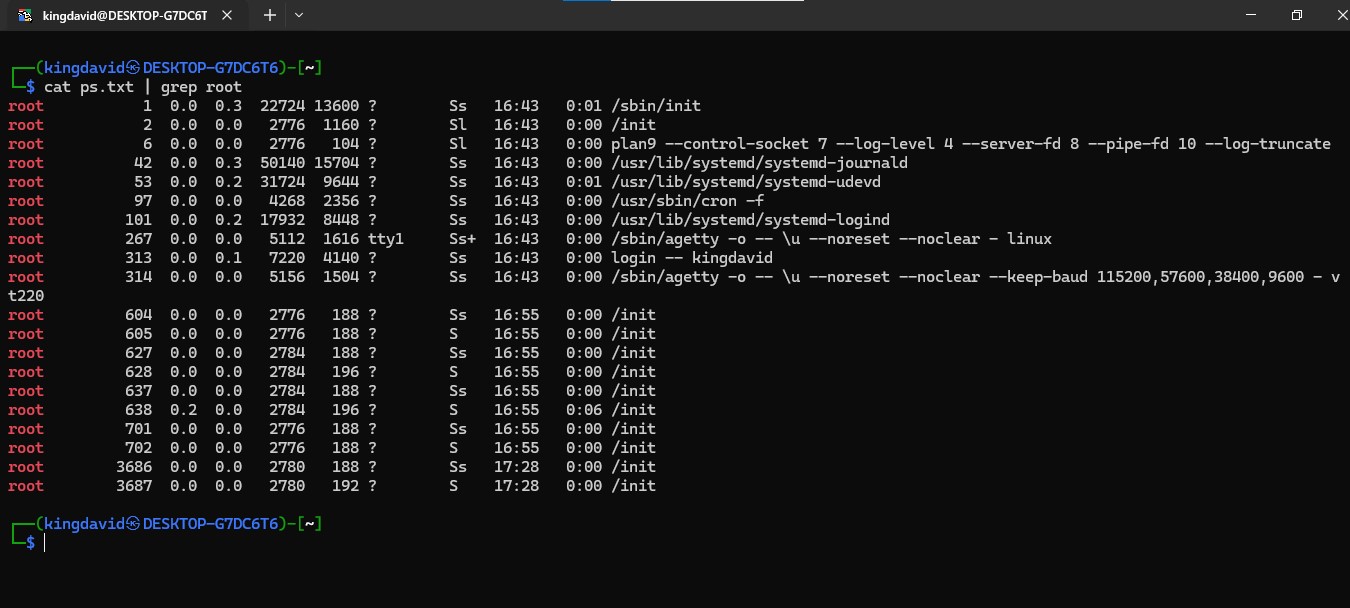 kingdavid@DESKTOP-G7DC6T
┌──(kingdavid㉿DESKTOP-G7DC6T6)-[~]
└─$ cat ps.txt | grep root
root           1  0.0  0.3  22724 13600 ?        Ss   16:43   0:01 /sbin/init
root           2  0.0  0.0   2776  1160 ?        Sl   16:43   0:00 /init
root           6  0.0  0.0   2776   104 ?        Sl   16:43   0:00 plan9 --control-socket 7 --log-level 4 --server-fd 8 --pipe-fd 10 --log-truncate
root          42  0.0  0.3  50140 15704 ?        Ss   16:43   0:00 /usr/lib/systemd/systemd-journald
root          53  0.0  0.2  31724  9644 ?        Ss   16:43   0:01 /usr/lib/systemd/systemd-udevd
root          97  0.0  0.0   4268  2356 ?        Ss   16:43   0:00 /usr/sbin/cron -f
root         101  0.0  0.2  17932  8448 ?        Ss   16:43   0:00 /usr/lib/systemd/systemd-logind
root         267  0.0  0.0   5112  1616 tty1     Ss+  16:43   0:00 /sbin/agetty -o -- \u --noreset --noclear - linux
root         313  0.0  0.1   7220  4140 ?        Ss   16:43   0:00 login -- kingdavid
root         314  0.0  0.0   5156  1504 ?        Ss   16:43   0:00 /sbin/agetty -o -- \u --noreset --noclear --keep-baud 115200,57600,38400,9600 - v
t220
root         604  0.0  0.0   2776   188 ?        Ss   16:55   0:00 /init
root         605  0.0  0.0   2776   188 ?        S    16:55   0:00 /init
root         627  0.0  0.0   2784   188 ?        Ss   16:55   0:00 /init
root         628  0.0  0.0   2784   196 ?        S    16:55   0:00 /init
root         637  0.0  0.0   2784   188 ?        Ss   16:55   0:00 /init
root         638  0.2  0.0   2784   196 ?        S    16:55   0:06 /init
root         701  0.0  0.0   2776   188 ?        Ss   16:55   0:00 /init
root         702  0.0  0.0   2776   188 ?        S    16:55   0:00 /init
root        3686  0.0  0.0   2780   188 ?        Ss   17:28   0:00 /init
root        3687  0.0  0.0   2780   192 ?        S    17:28   0:00 /init
┌──(kingdavid㉿DESKTOP-G7DC6T6)-[~]
└─$